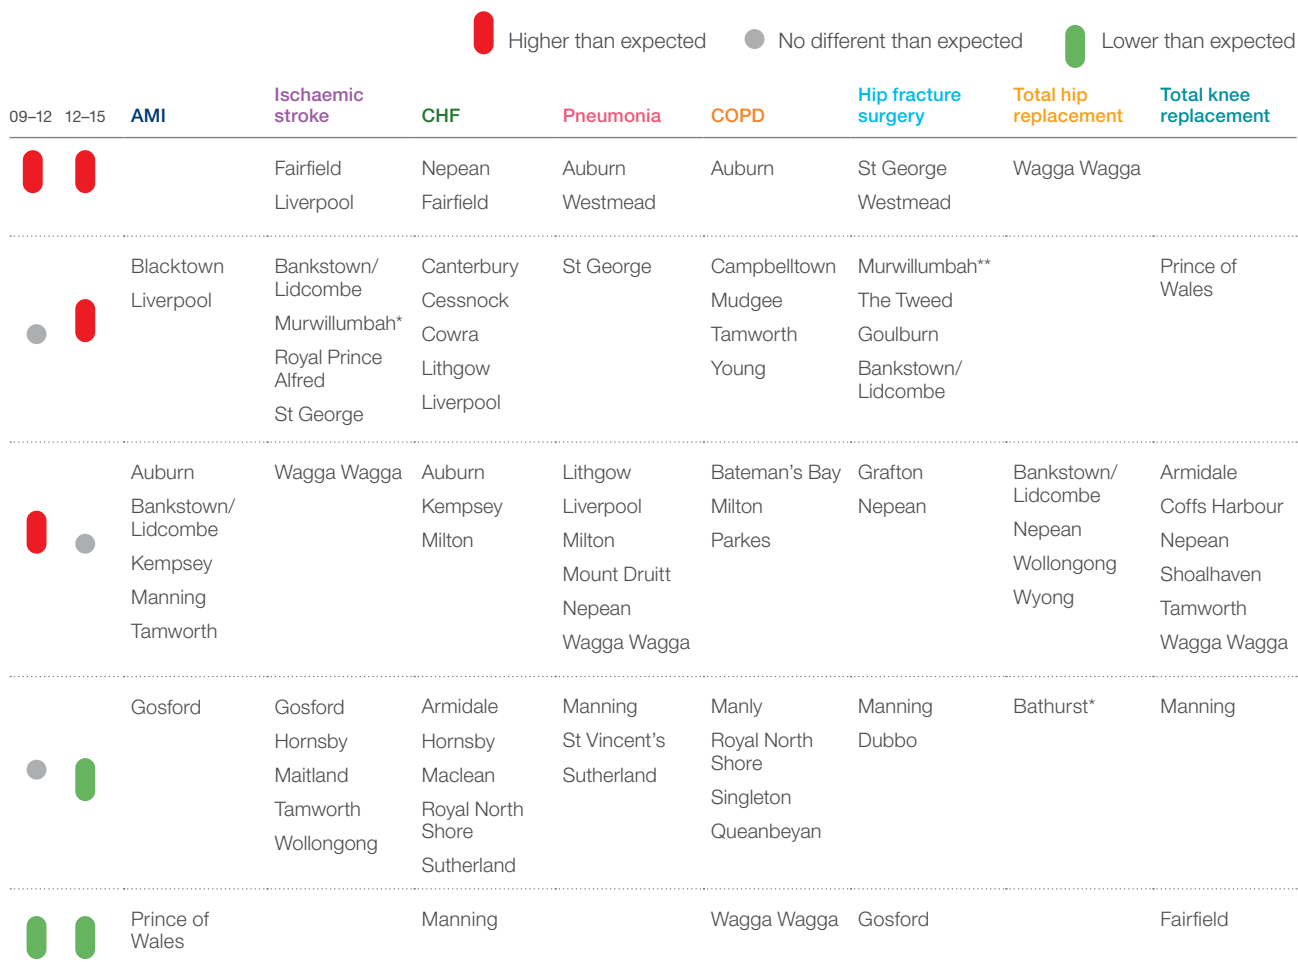 Higher than expected
No different than expected
Lower than expected
09–12 12–15 AMI
Ischaemic
stroke
CHF
Pneumonia
COPD
Hip fracture
surgery
Total hip
replacement
Total knee
replacement
Fairfield
Liverpool
Nepean
Fairfield
Auburn
Westmead
Auburn
St George
Westmead
Wagga Wagga
Blacktown
Liverpool
Bankstown/
Lidcombe
Murwillumbah*
Royal Prince
Alfred
St George
Canterbury
Cessnock
Cowra
Lithgow
Liverpool
St George
Campbelltown
Mudgee
Tamworth
Young
Murwillumbah**
The Tweed
Goulburn
Bankstown/
Lidcombe
Prince of
Wales
Auburn
Bankstown/
Lidcombe
Kempsey
Manning
Tamworth
Wagga Wagga
Auburn
Kempsey
Milton
Lithgow
Liverpool
Milton
Mount Druitt
Nepean
Wagga Wagga
Bateman's Bay
Milton
Parkes
Grafton
Nepean
Bankstown/
Lidcombe
Nepean
Wollongong
Wyong
Armidale
Coffs Harbour
Nepean
Shoalhaven
Tamworth
Wagga Wagga
Gosford
Gosford
Hornsby
Maitland
Tamworth
Wollongong
Armidale
Hornsby
Maclean
Royal North
Shore
Sutherland
Manning
St Vincent's
Sutherland
Manly
Royal North
Shore
Singleton
Queanbeyan
Manning
Dubbo
Bathurst*
Manning
Prince of
Wales
Manning
Wagga Wagga
Gosford
Fairfield